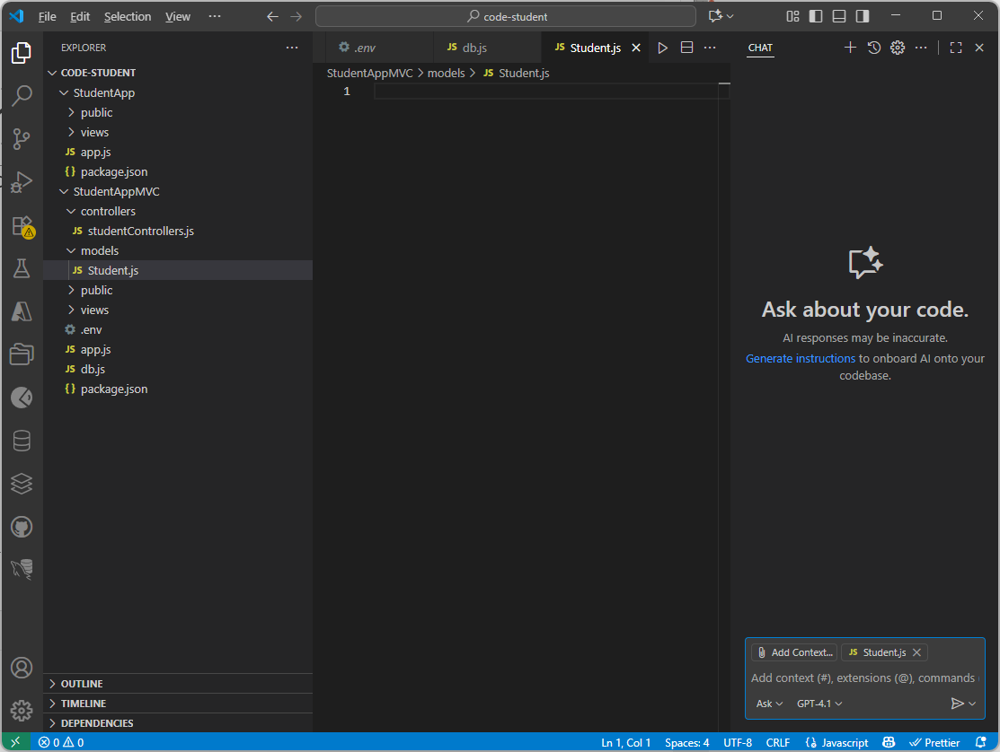 File Edit Selection View ··· code-student
EXPLORER ···
CODE-STUDENT
StudentApp
public
views
JS app.js
{} package.json
StudentAppMVC
controllers
JS studentControllers.js
models
JS Student.js
public
views
.env
JS app.js
JS db.js
{} package.json
OUTLINE
TIMELINE
DEPENDENCIES
.env JS db.js JS Student.js ···
StudentAppMVC > models > JS Student.js
1
CHAT ···
Ask about your code.
AI responses may be inaccurate.
Generate instructions to onboard AI onto your
codebase.
Add Context... JS Student.js
Add context (#), extensions (@), commands
Ask GPT-4.1
0 0 Ln 1, Col 1 Spaces: 4 UTF-8 CRLF {} Javascript Prettier